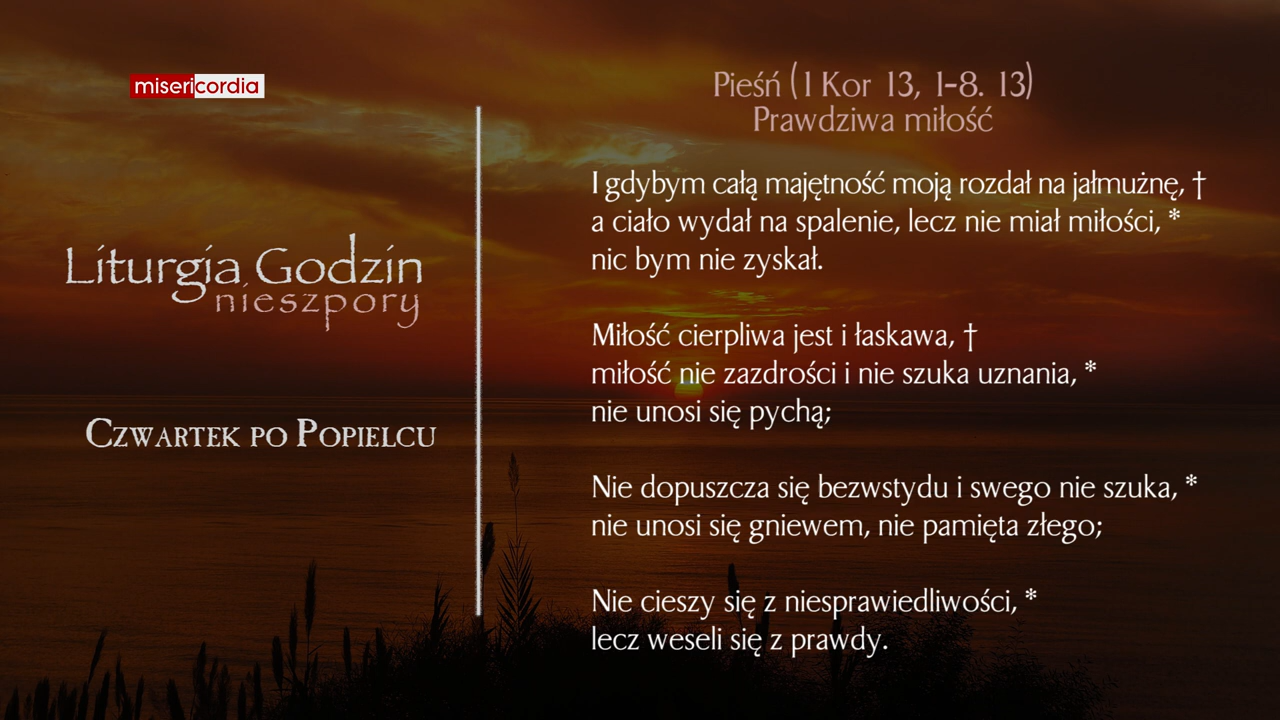 misericordia
Liturgia Godzin
nieszpory
Czwartek po Popielcu
Pieśń (1 Kor 13, 1-8. 13)
Prawdziwa miłość
I gdybym całą majętność moją rozdał na jałmużnę, †
a ciało wydał na spalenie, lecz nie miał miłości, *
nic bym nie zyskał.
Miłość cierpliwa jest i łaskawa, †
miłość nie zazdrości i nie szuka uznania, *
nie unosi się pychą;
Nie dopuszcza się bezwstydu i swego nie szuka, *
nie unosi się gniewem, nie pamięta złego;
Nie cieszy się z niesprawiedliwości, *
lecz weseli się z prawdy.